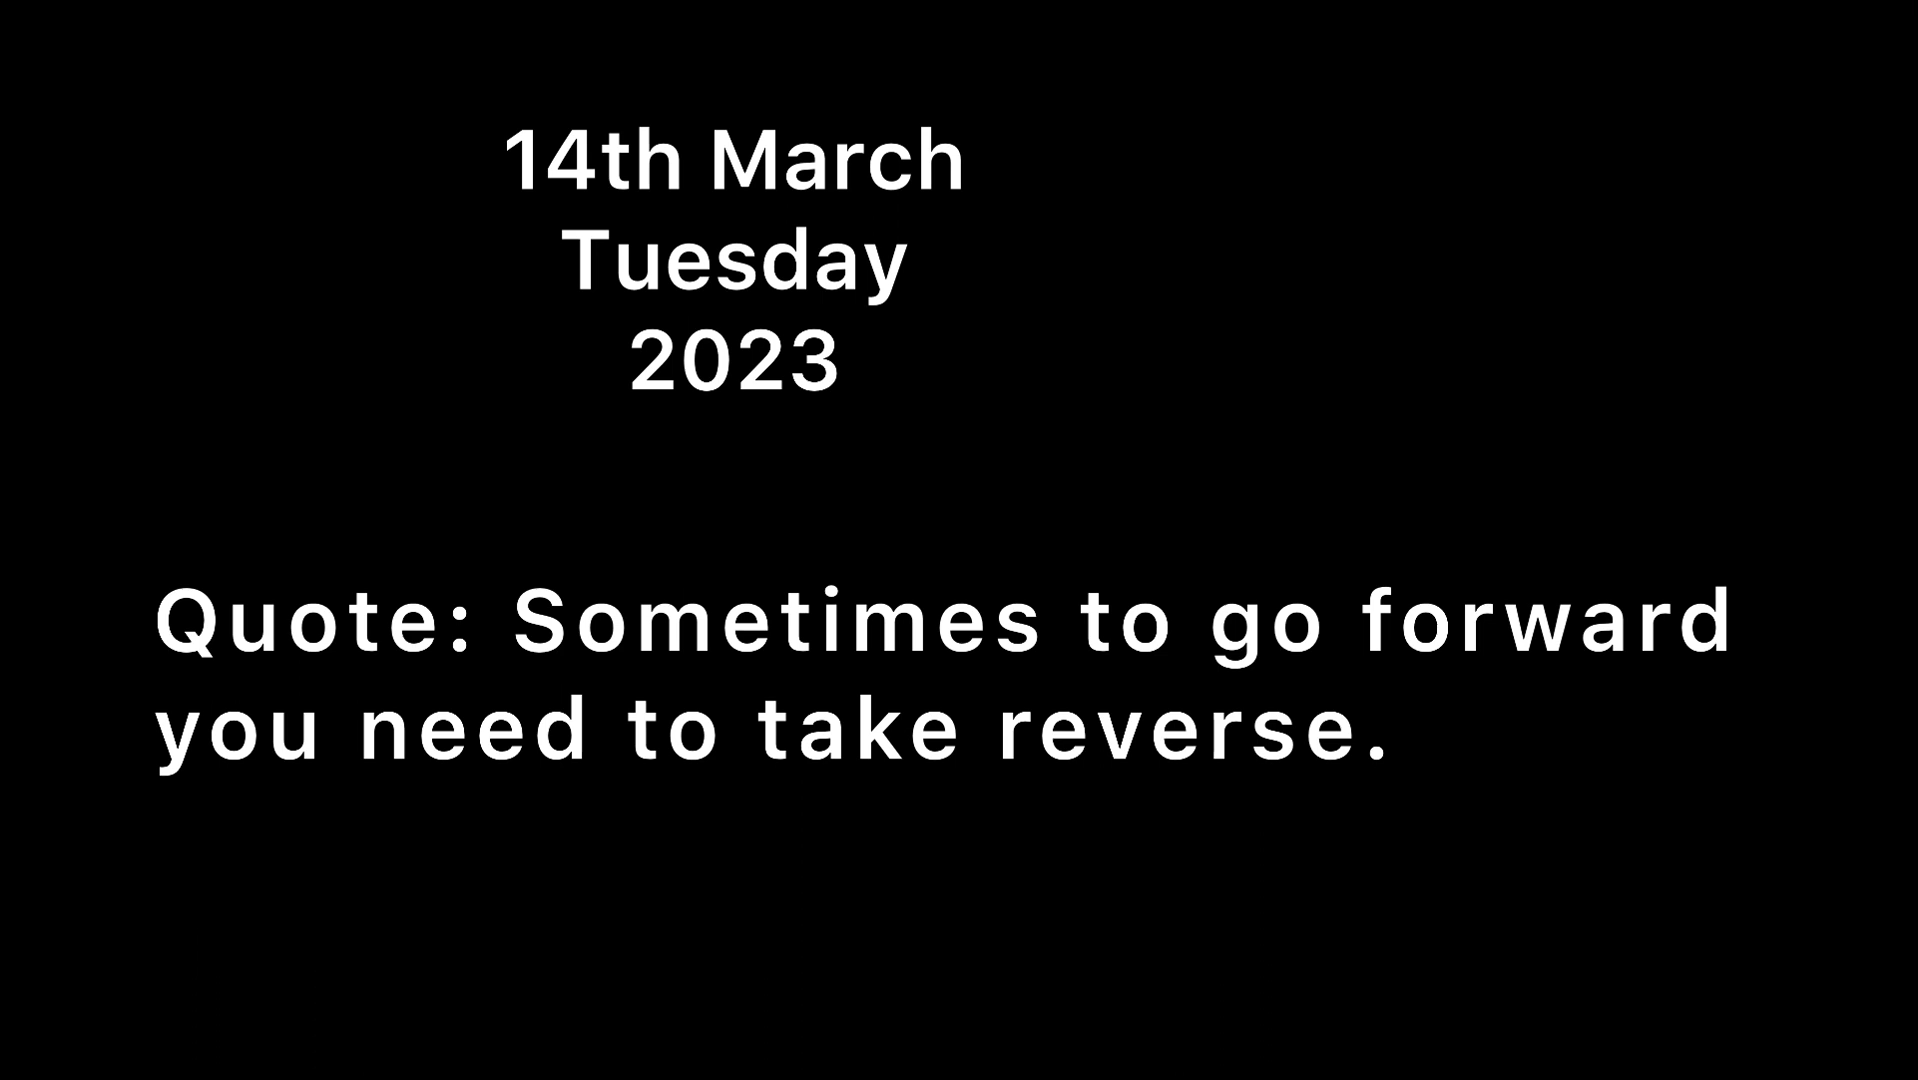 14th March
Tuesday
2023
Quote: Sometimes to go forward
you need to take reverse.